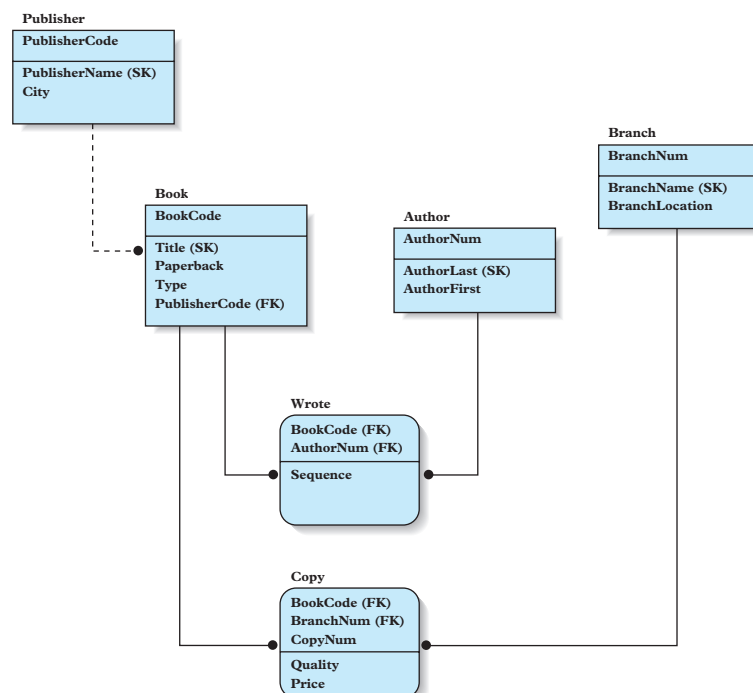 Publisher
PublisherCode
PublisherName (SK)
City
Branch
BranchNum
BranchName (SK)
BranchLocation
Book
BookCode
Title (SK)
Paperback
Type
PublisherCode (FK)
Author
AuthorNum
AuthorLast (SK)
AuthorFirst
Wrote
BookCode (FK)
AuthorNum (FK)
Sequence
Copy
BookCode (FK)
BranchNum (FK)
CopyNum
Quality
Price